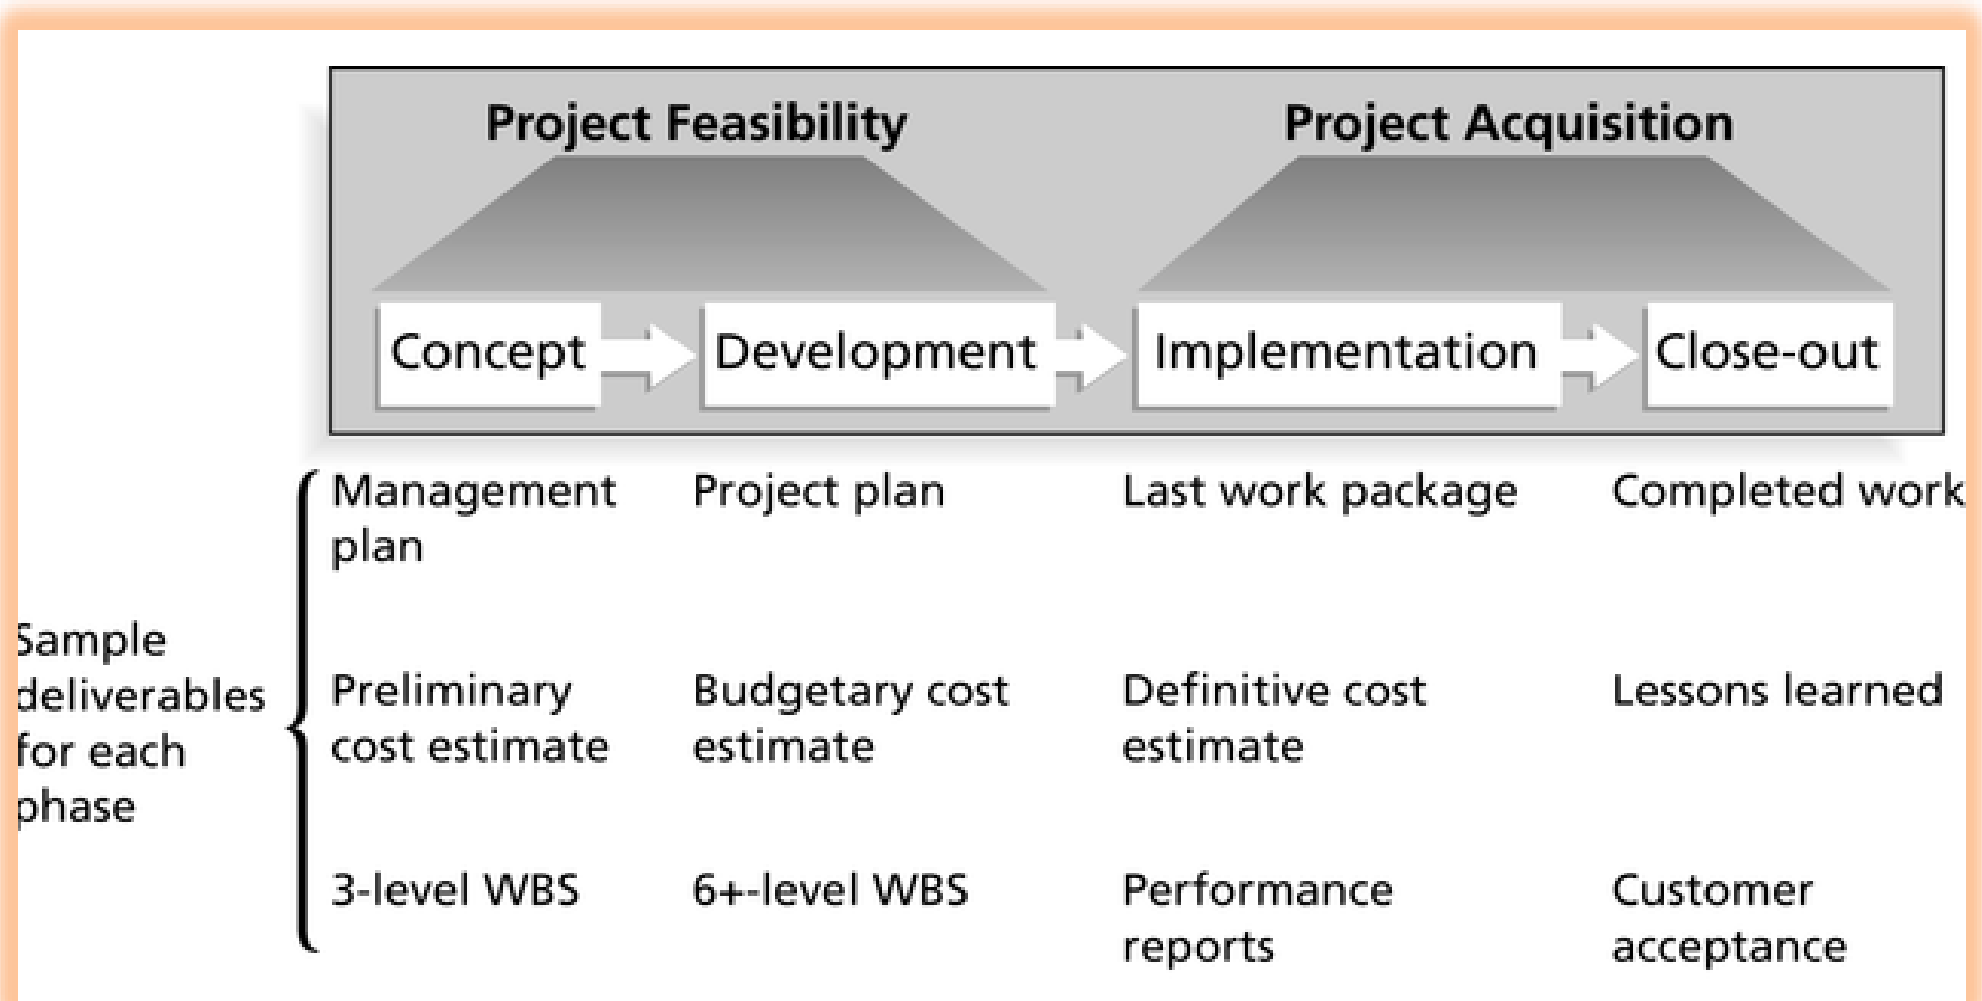 Project Feasibility
Project Acquisition
Concept
Development
Implementation
Close-out
Management
plan
Project plan
Last work package
Completed work
Sample
deliverables
for each
phase
Preliminary
cost estimate
Budgetary cost
estimate
Definitive cost
estimate
Lessons learned
3-level WBS
6+-level WBS
Performance
reports
Customer
acceptance